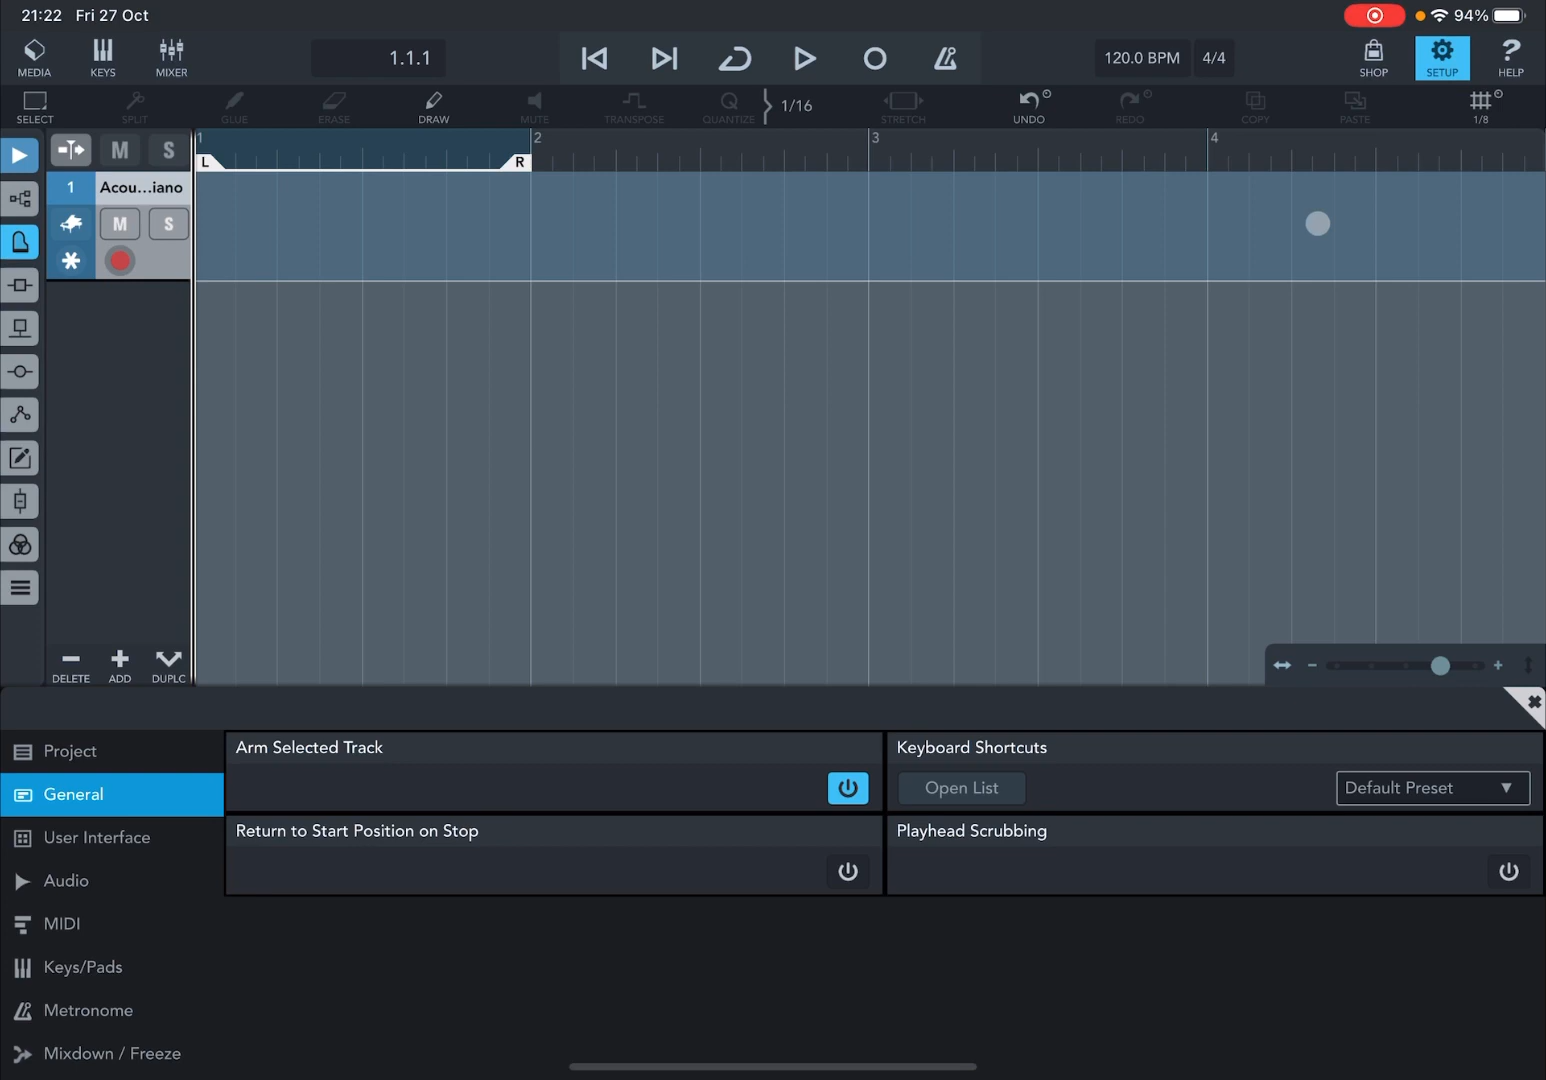 21:22 Fri 27 Oct
94%
MEDIA KEYS MIXER
1.1.1
120.0 BPM 4/4
SHOP SETUP HELP
SELECT SPLIT GLUE ERASE DRAW MUTE TRANSPOSE QUANTIZE 1/16 STRETCH UNDO REDO COPY PASTE 1/8
M S
1 2 3 4
L R
1 Acou...iano
M S
DELETE ADD DUPLC
Project
General
User Interface
Audio
MIDI
Keys/Pads
Metronome
Mixdown / Freeze
Arm Selected Track
Keyboard Shortcuts
Open List Default Preset
Return to Start Position on Stop
Playhead Scrubbing